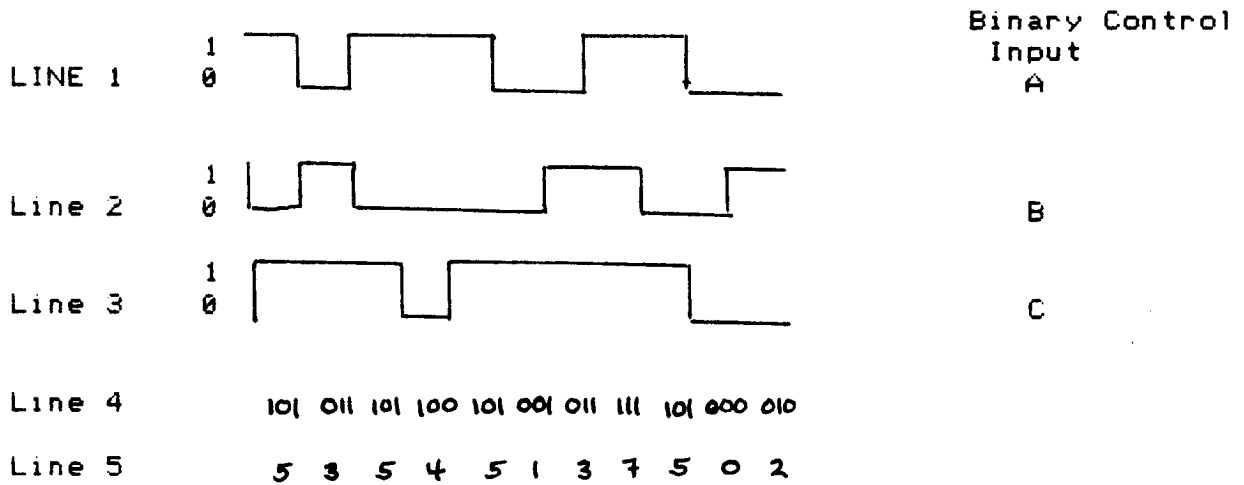 Binary Control
Input
1
LINE 1 0 A
1
Line 2 0 B
1
Line 3 0 C
Line 4 101 011 101 100 101 001 011 111 101 000 010
Line 5 5 3 5 4 5 1 3 7 5 0 2